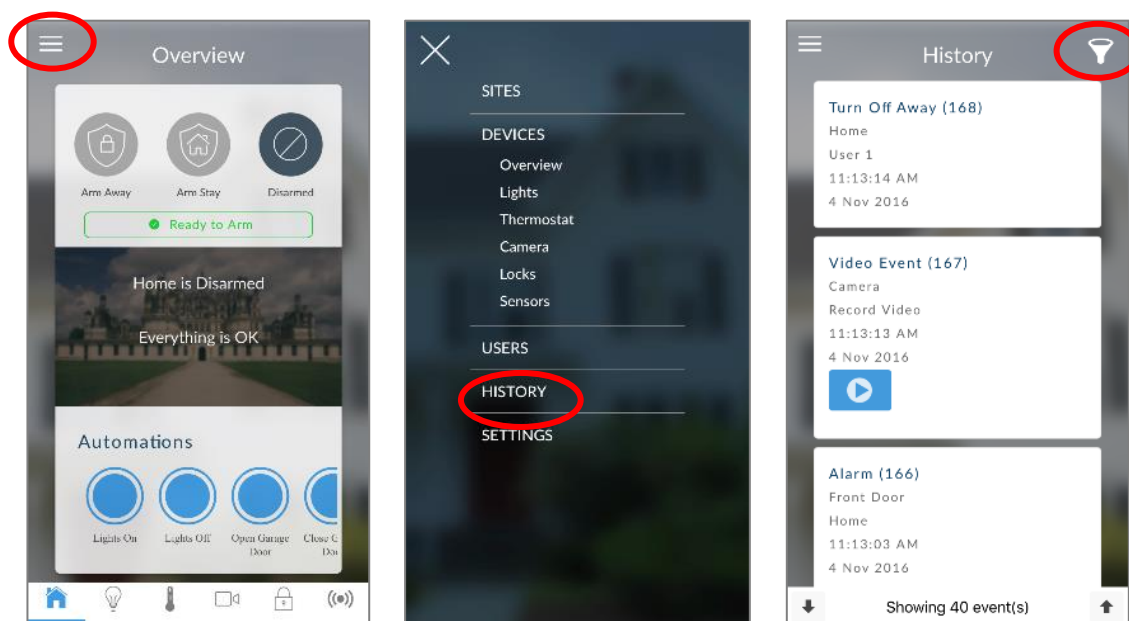 Overview
Arm Away
Arm Stay
Disarmed
Ready to Arm
Home is Disarmed
Everything is OK
Automations
Lights On
Lights Off
Open Garage
Door
Close
SITES
DEVICES
Overview
Lights
Thermostat
Camera
Locks
Sensors
USERS
HISTORY
SETTINGS
History
Turn Off Away (168)
Home
User 1
11:13:14 AM
4 Nov 2016
Video Event (167)
Camera
Record Video
11:13:13 AM
4 Nov 2016
Alarm (166)
Front Door
Home
11:13:03 AM
4 Nov 2016
Showing 40 event(s)